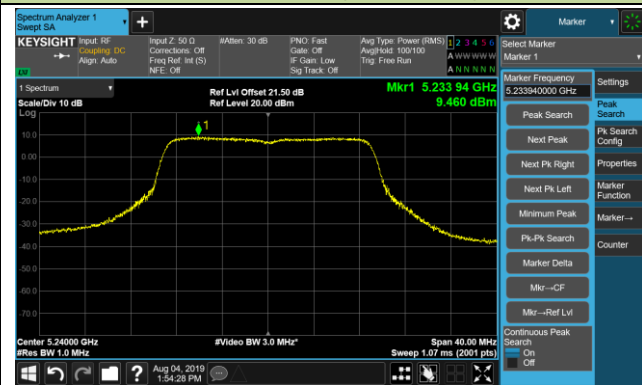 Spectrum Analyzer 1
Swept SA
+
Marker
KEYSIGHT
Input: RF
Coupling: DC
Align: Auto
Input Z: 50 Ω
Corrections: Off
Freq Ref: Int (S)
NFE: Off
#Atten: 30 dB
PNO: Fast
Gate: Off
IF Gain: Low
Sig Track: Off
Avg Type: Power (RMS)
Avg|Hold: 100/100
Trig: Free Run
1 2 3 4 5 6
A W W W W W
A N N N N N
LXI
Select Marker
Marker 1
1 Spectrum
Scale/Div 10 dB
Log
Ref Lvl Offset 21.50 dB
Ref Level 20.00 dBm
Mkr1 5.233 94 GHz
9.460 dBm
1
10.0
0.00
-10.0
-20.0
-30.0
-40.0
-50.0
-60.0
-70.0
Center 5.24000 GHz
#Res BW 1.0 MHz
#Video BW 3.0 MHz*
Span 40.00 MHz
Sweep 1.07 ms (2001 pts)
Marker Frequency
5.233940000 GHz
Peak Search
Next Peak
Next Pk Right
Next Pk Left
Minimum Peak
Pk-Pk Search
Marker Delta
Mkr→CF
Mkr→Ref Lvl
Continuous Peak
Search
On
Off
Settings
Peak
Search
Pk Search
Config
Properties
Marker
Function
Marker→
Counter
?
Aug 04, 2019
1:54:28 PM